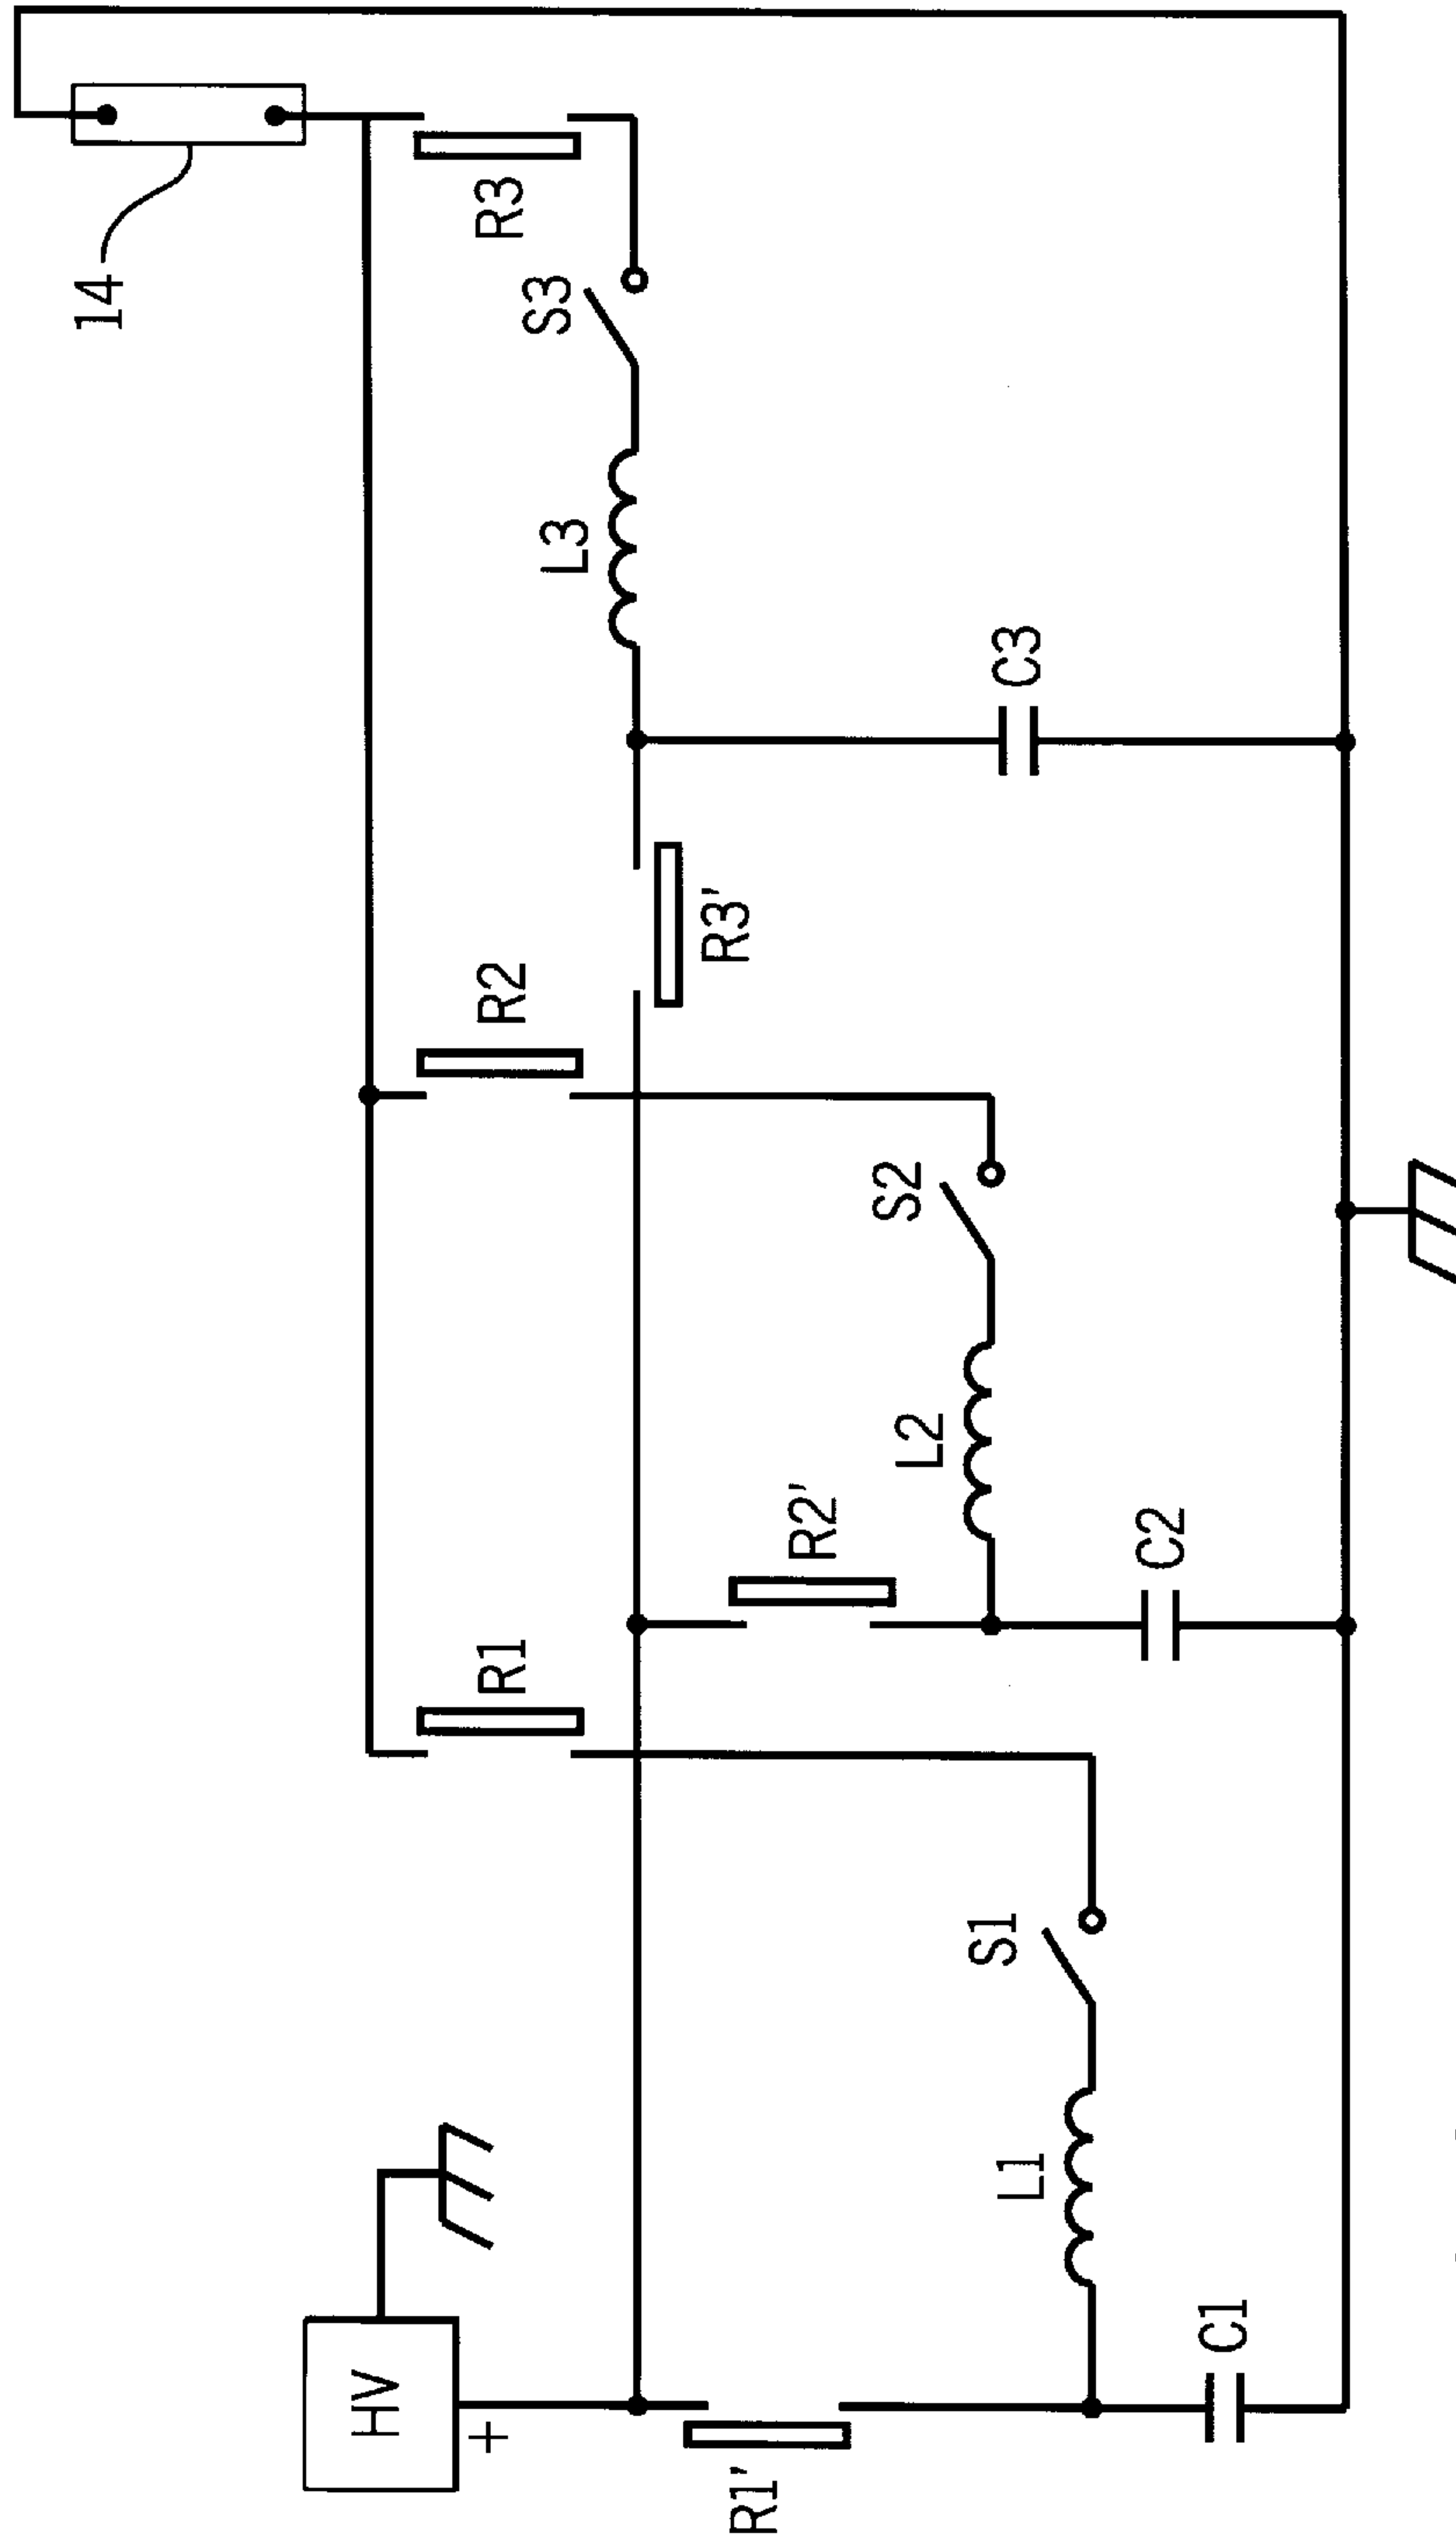 14
R3
S3
L3
C3
R3'
R2
S2
L2
R2'
C2
R1
S1
L1
C1
HV
+
R1'